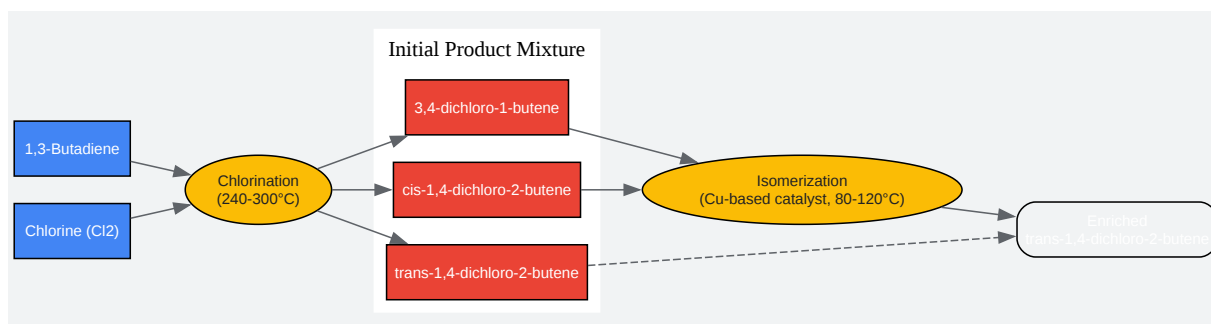 Initial Product Mixture
1,3-Butadiene
Chlorine (Cl2)
Chlorination
(240-300°C)
3,4-dichloro-1-butene
cis-1,4-dichloro-2-butene
trans-1,4-dichloro-2-butene
Isomerization
(Cu-based catalyst, 80-120°C)
Enriched
trans-1,4-dichloro-2-butene